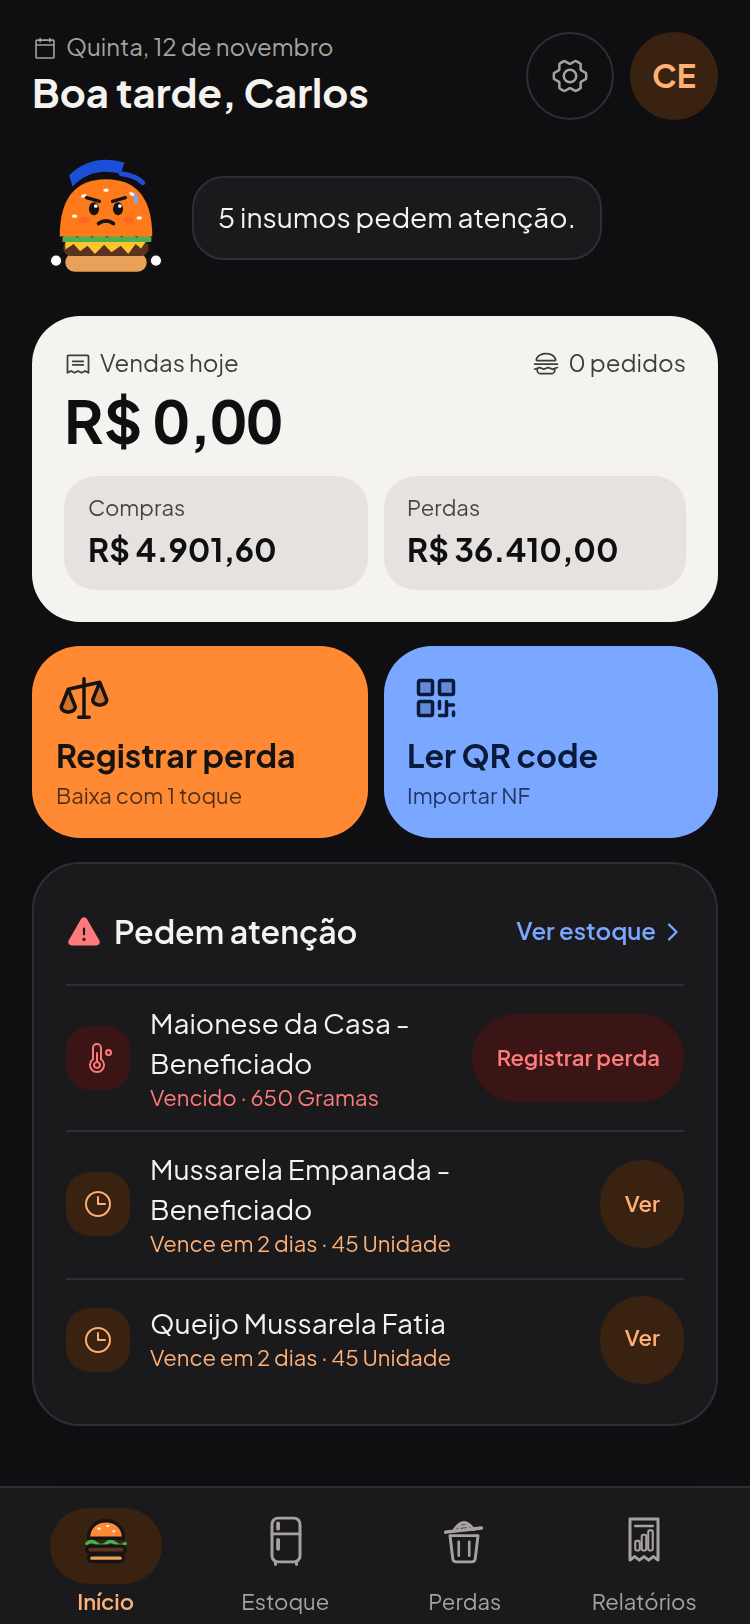 Quinta, 12 de novembro
Boa tarde, Carlos
CE
5 insumos pedem atenção.
Vendas hoje
0 pedidos
R$ 0,00
Compras
R$ 4.901,60
Perdas
R$ 36.410,00
Registrar perda
Baixa com 1 toque
Ler QR code
Importar NF
Pedem atenção
Ver estoque
Maionese da Casa -
Beneficiado
Vencido · 650 Gramas
Registrar perda
Mussarela Empanada -
Beneficiado
Vence em 2 dias · 45 Unidade
Ver
Queijo Mussarela Fatia
Vence em 2 dias · 45 Unidade
Ver
Início
Estoque
Perdas
Relatórios